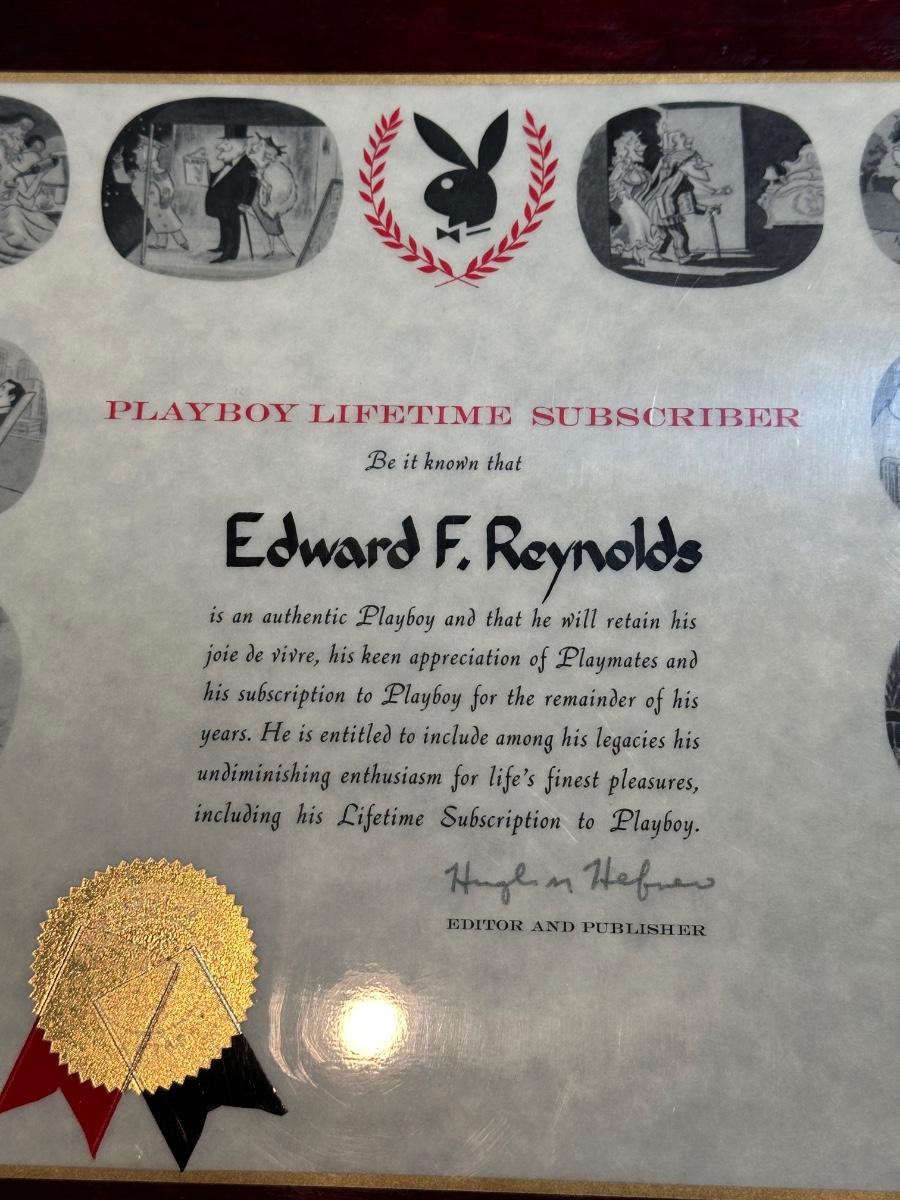 PLAYBOY LIFETIME SUBSCRIBER
Be it known that
Edward F. Reynolds
is an authentic Playboy and that he will retain his
joie de vivre, his keen appreciation of Playmates and
his subscription to Playboy for the remainder of his
years. He is entitled to include among his legacies his
undiminishing enthusiasm for life's finest pleasures,
including his Lifetime Subscription to Playboy.
Hugh M Hefner
EDITOR AND PUBLISHER